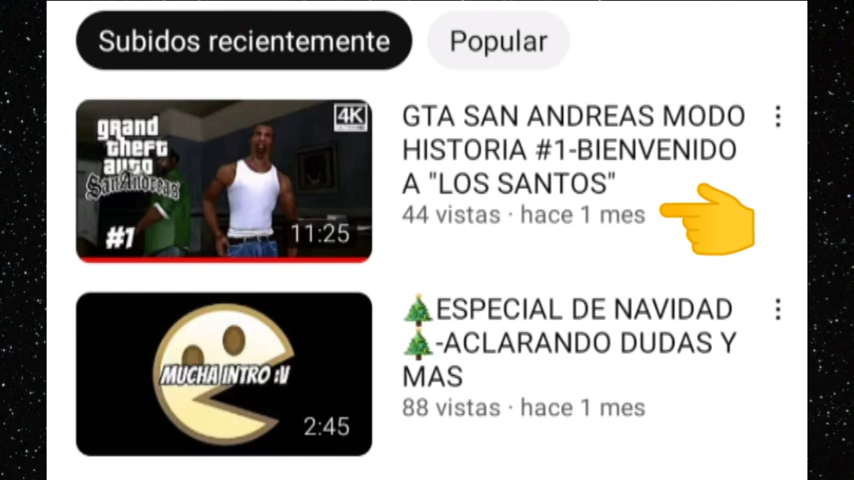 Subidos recientemente
Popular
grand
theft
auto
San Andreas
#1
4K
11:25
GTA SAN ANDREAS MODO
HISTORIA #1-BIENVENIDO
A "LOS SANTOS"
44 vistas · hace 1 mes
MUCHA INTRO :V
2:45
🎄ESPECIAL DE NAVIDAD
🎄-ACLARANDO DUDAS Y
MAS
88 vistas · hace 1 mes